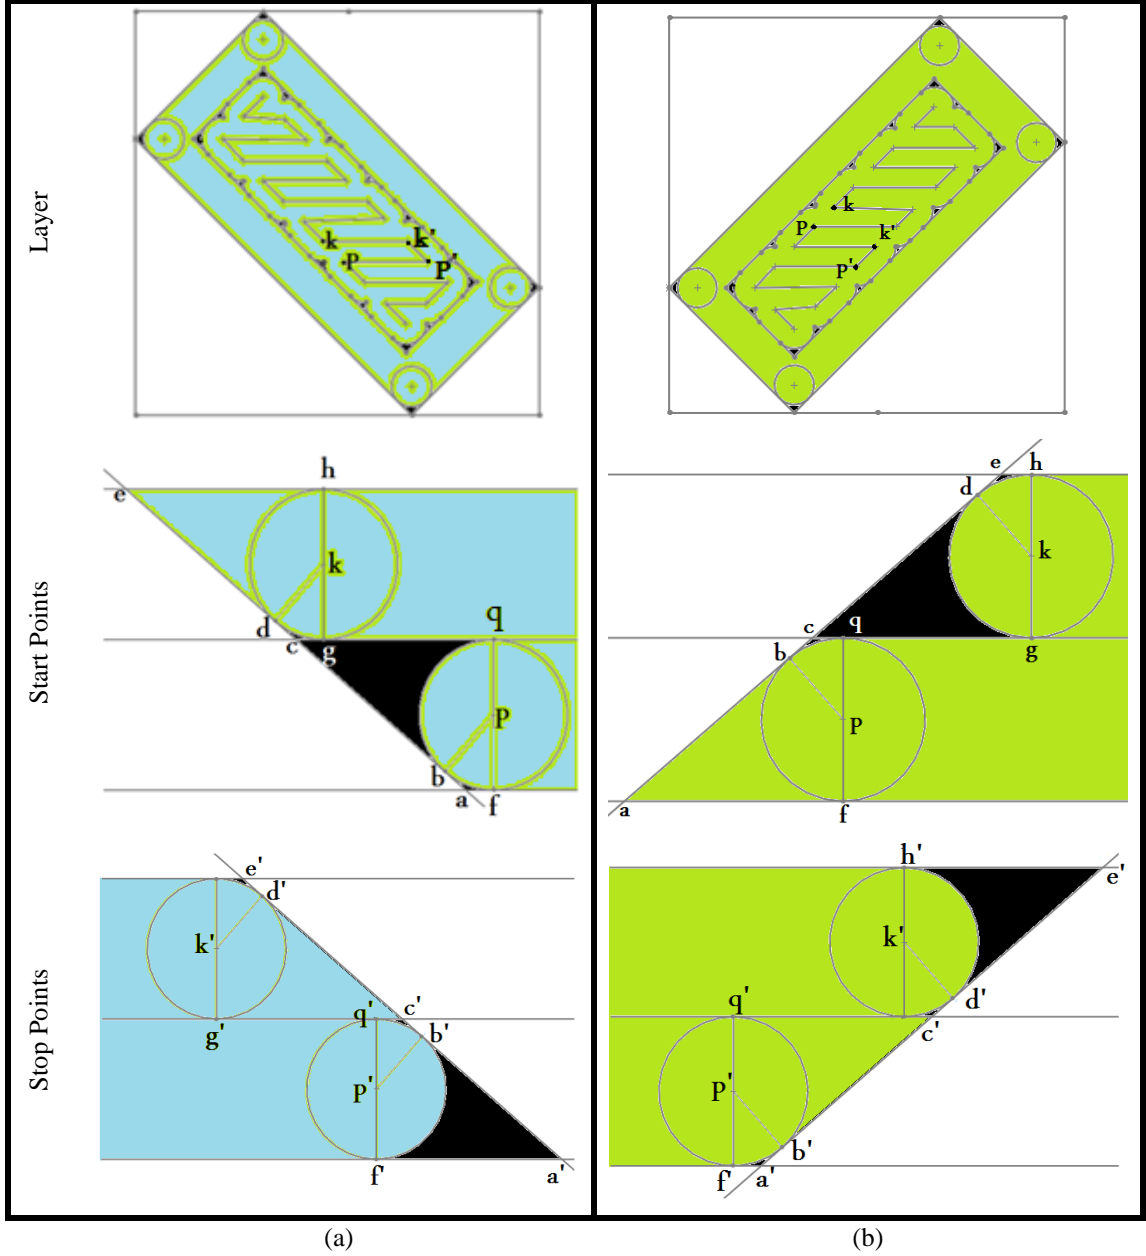 Layer
k
k'
P
P'
k
P
k'
P'
Start Points
h
e
k
d
c
g
q
P
b
a
f
e
h
d
k
c
q
b
g
P
a
f
Stop Points
e'
d'
k'
q'
c'
g'
b'
P'
f'
a'
h'
e'
k'
q'
d'
c'
P'
b'
f'
a'
(a)
(b)